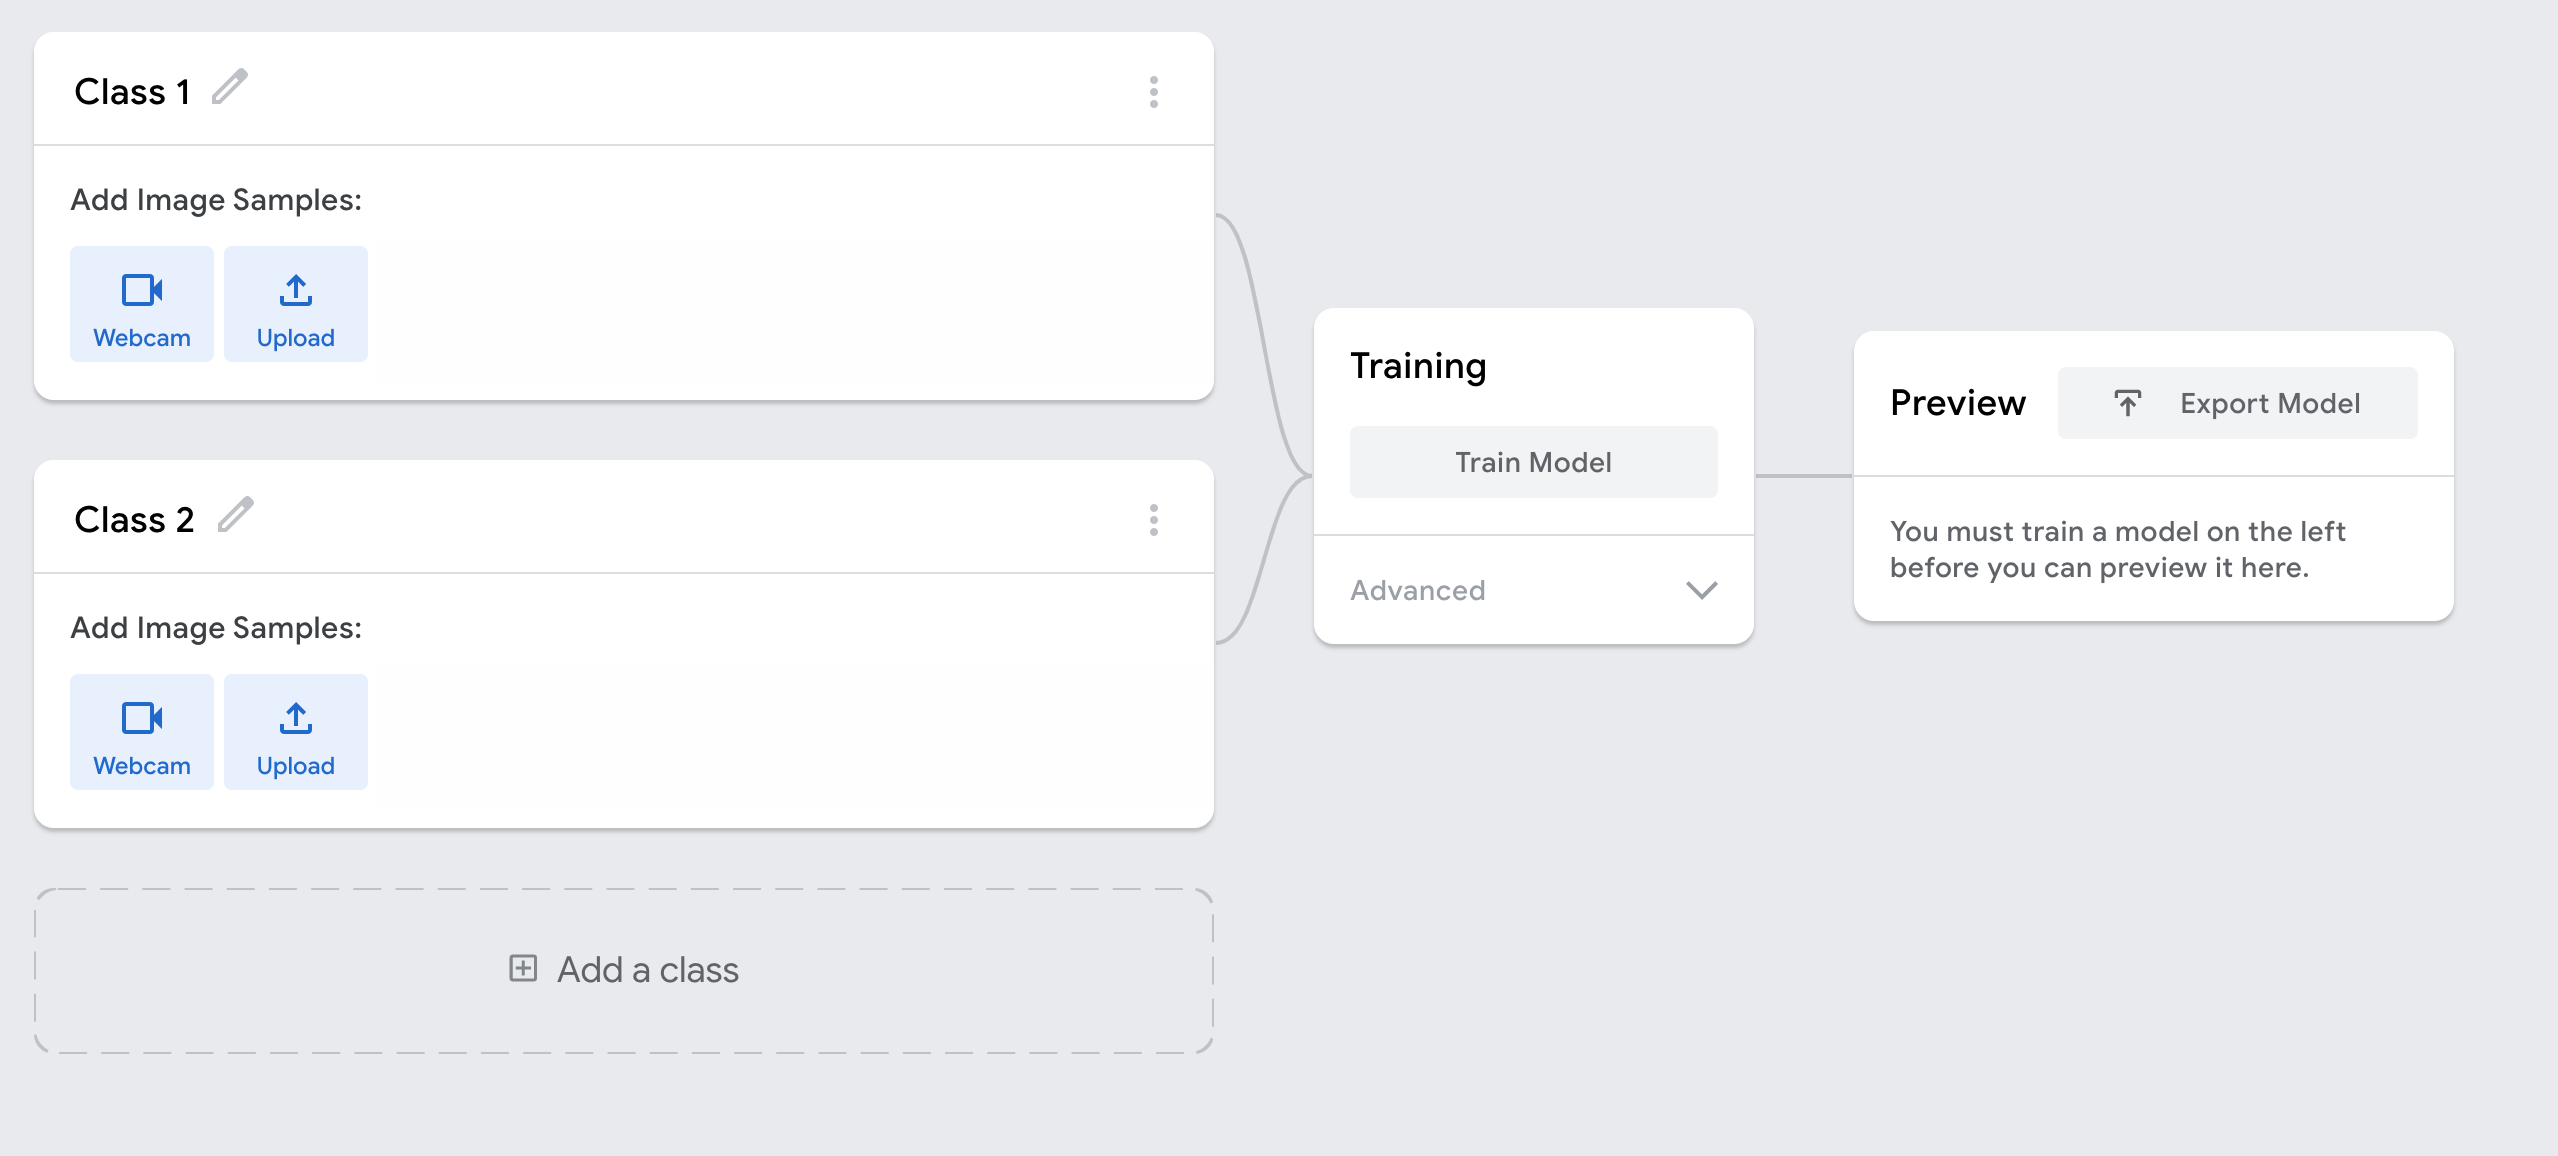 Class 1
Add Image Samples:
Webcam
Upload
Class 2
Add Image Samples:
Webcam
Upload
Add a class
Training
Train Model
Advanced
Preview
Export Model
You must train a model on the left
before you can preview it here.